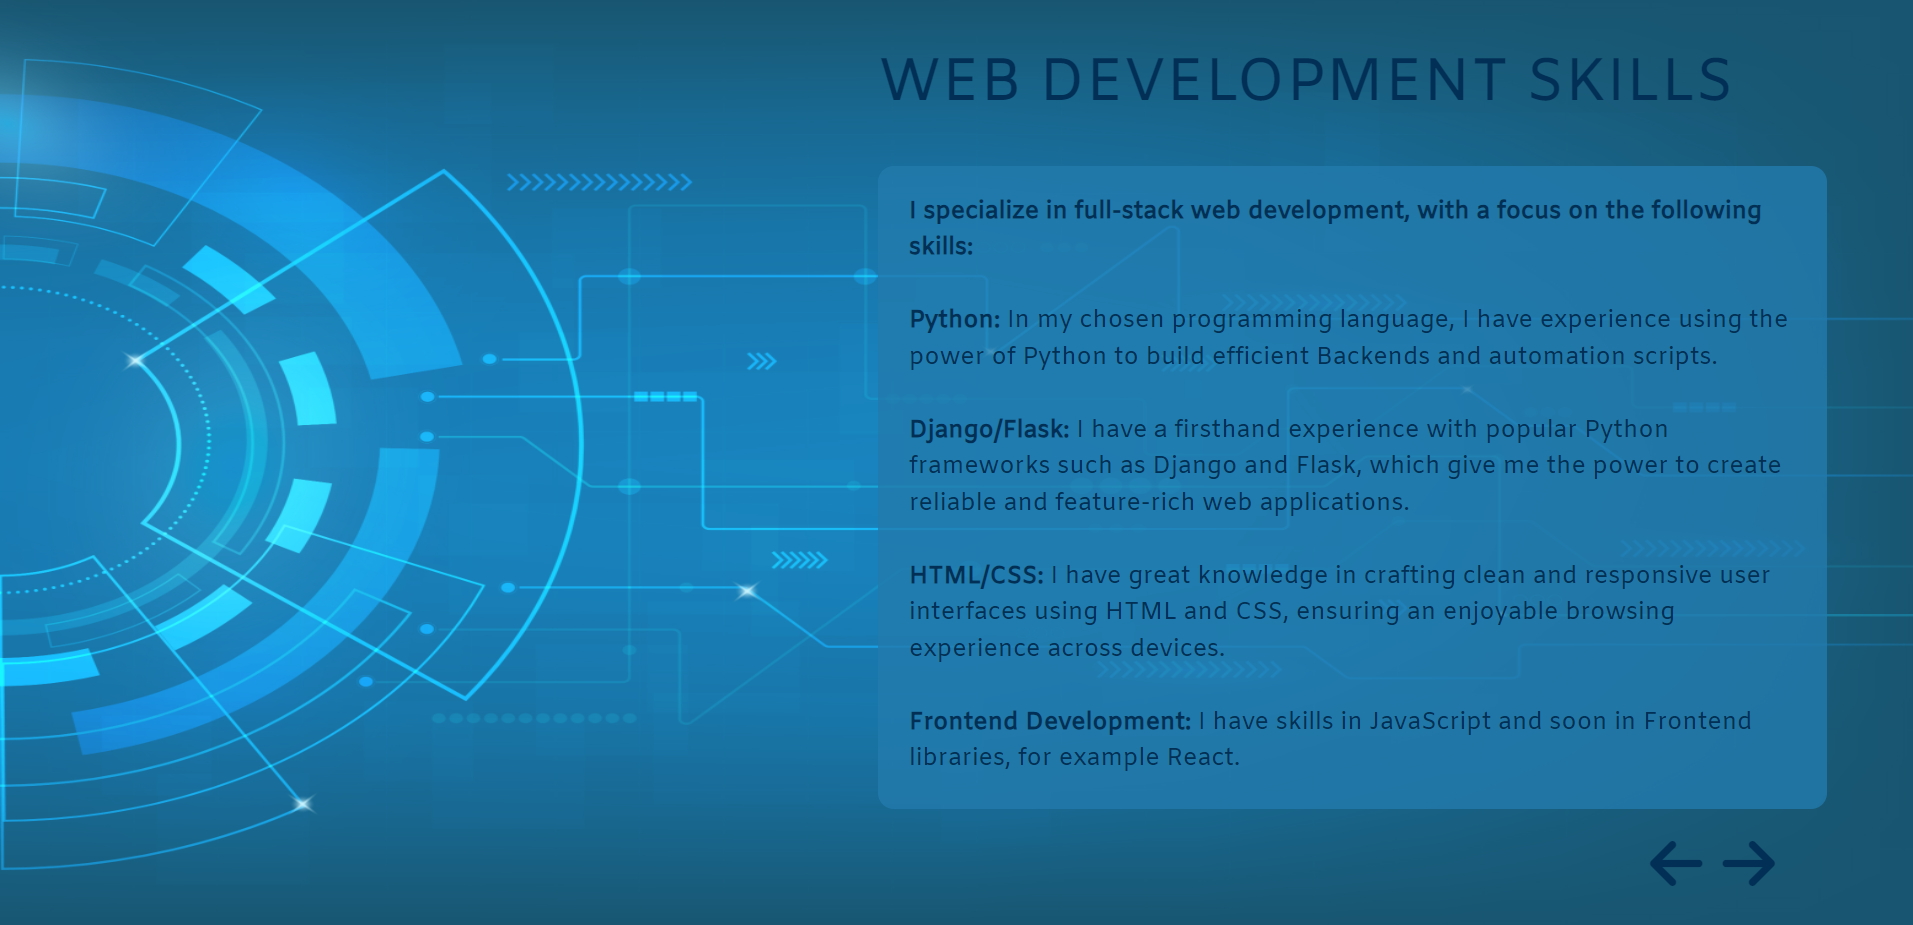 WEB DEVELOPMENT SKILLS
I specialize in full-stack web development, with a focus on the following
skills:
Python: In my chosen programming language, I have experience using the
power of Python to build efficient Backends and automation scripts.
Django/Flask: I have a firsthand experience with popular Python
frameworks such as Django and Flask, which give me the power to create
reliable and feature-rich web applications.
HTML/CSS: I have great knowledge in crafting clean and responsive user
interfaces using HTML and CSS, ensuring an enjoyable browsing
experience across devices.
Frontend Development: I have skills in JavaScript and soon in Frontend
libraries, for example React.